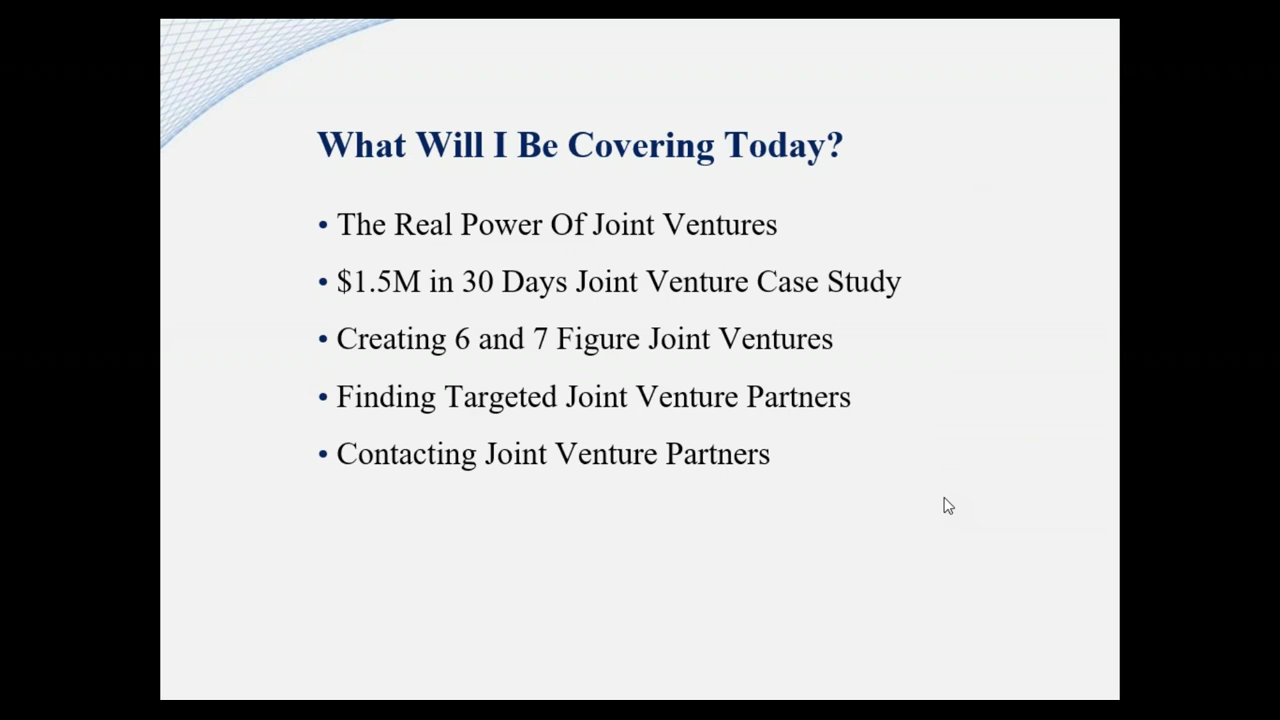 What Will I Be Covering Today?
• The Real Power Of Joint Ventures
• $1.5M in 30 Days Joint Venture Case Study
• Creating 6 and 7 Figure Joint Ventures
• Finding Targeted Joint Venture Partners
• Contacting Joint Venture Partners